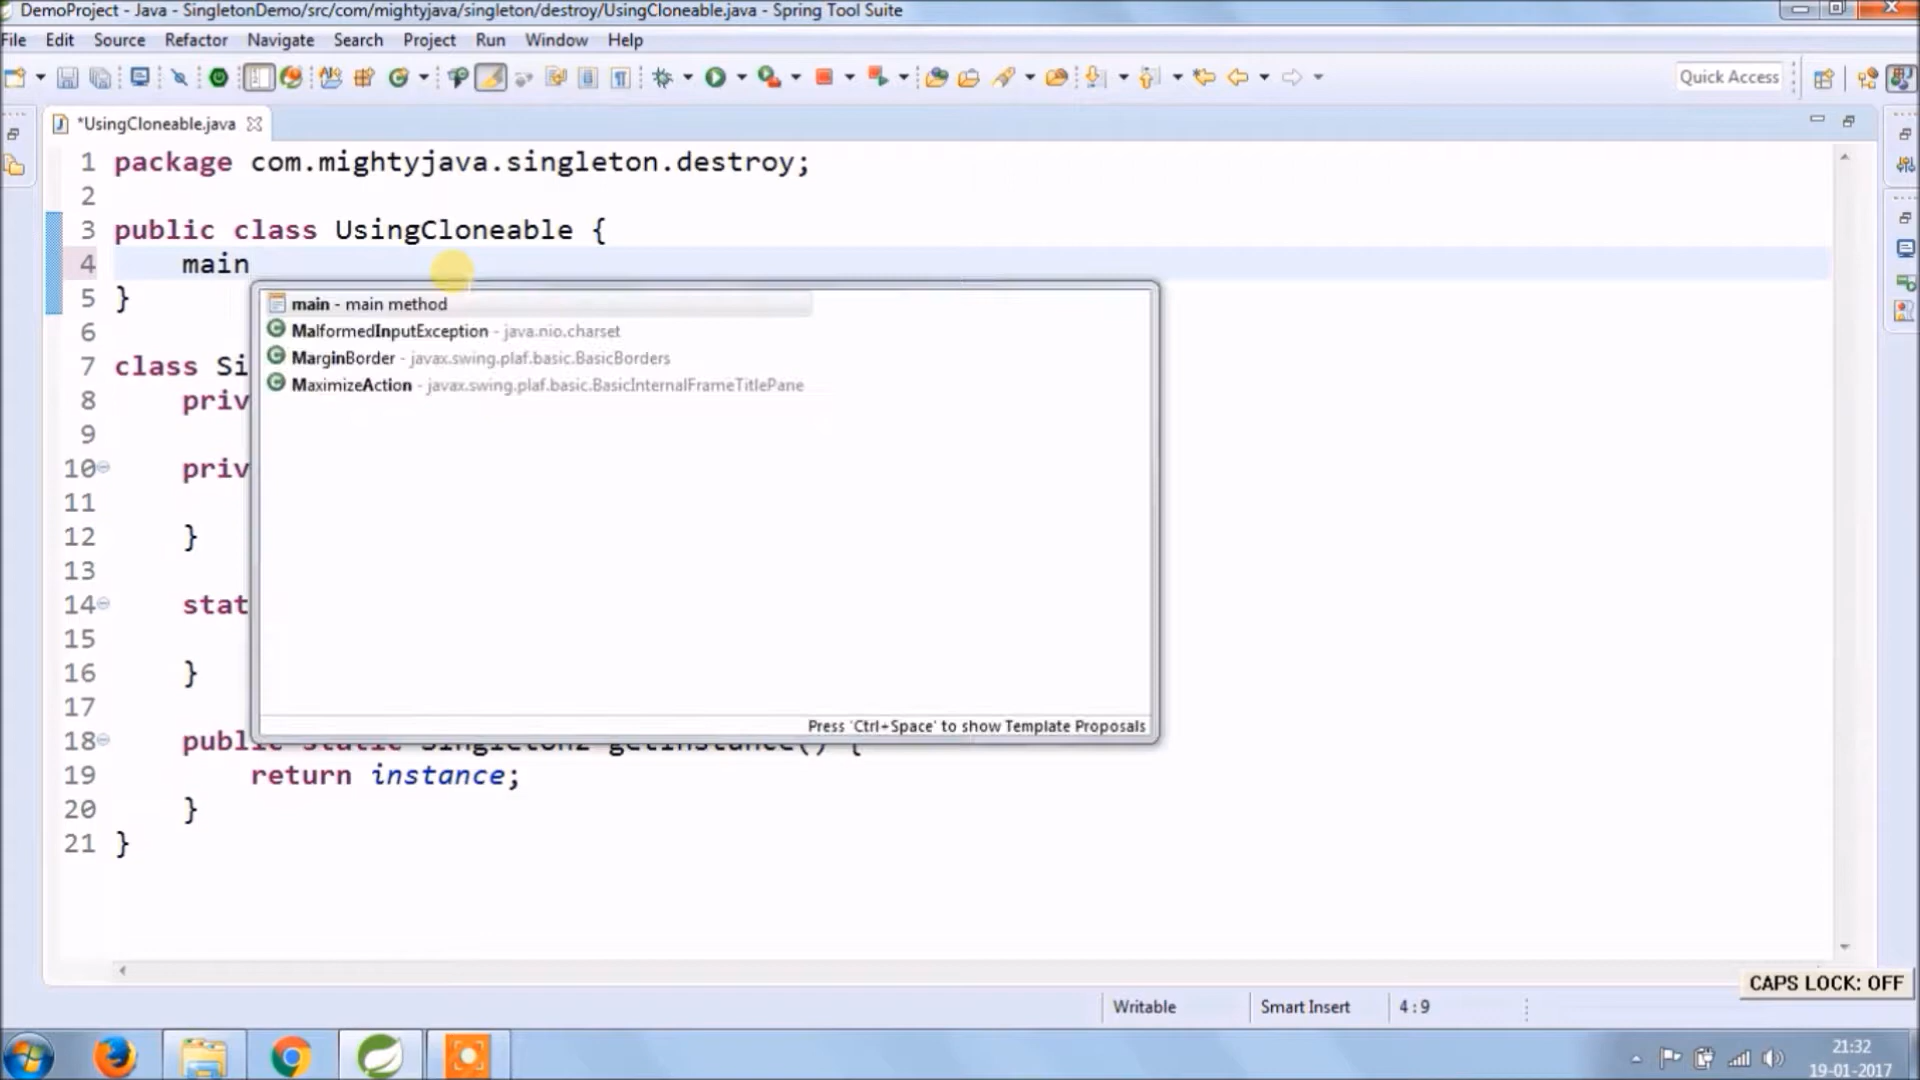 DemoProject - Java - SingletonDemo/src/com/mightyjava/singleton/destroy/UsingCloneable.java - Spring Tool Suite
File Edit Source Refactor Navigate Search Project Run Window Help
Quick Access
*UsingCloneable.java
1 package com.mightyjava.singleton.destroy;
2
3 public class UsingCloneable {
4 main
5 }
main - main method
MalformedInputException - java.nio.charset
MarginBorder - javax.swing.plaf.basic.BasicBorders
MaximizeAction - javax.swing.plaf.basic.BasicInternalFrameTitlePane
Press 'Ctrl+Space' to show Template Proposals
6
7 class Si
8 priv
9
10 priv
11
12 }
13
14 stat
15
16 }
17
18 public static Singleton2 getInstance() {
19 return instance;
20 }
21 }
CAPS LOCK: OFF
Writable Smart Insert 4 : 9
21:32
19-01-2017